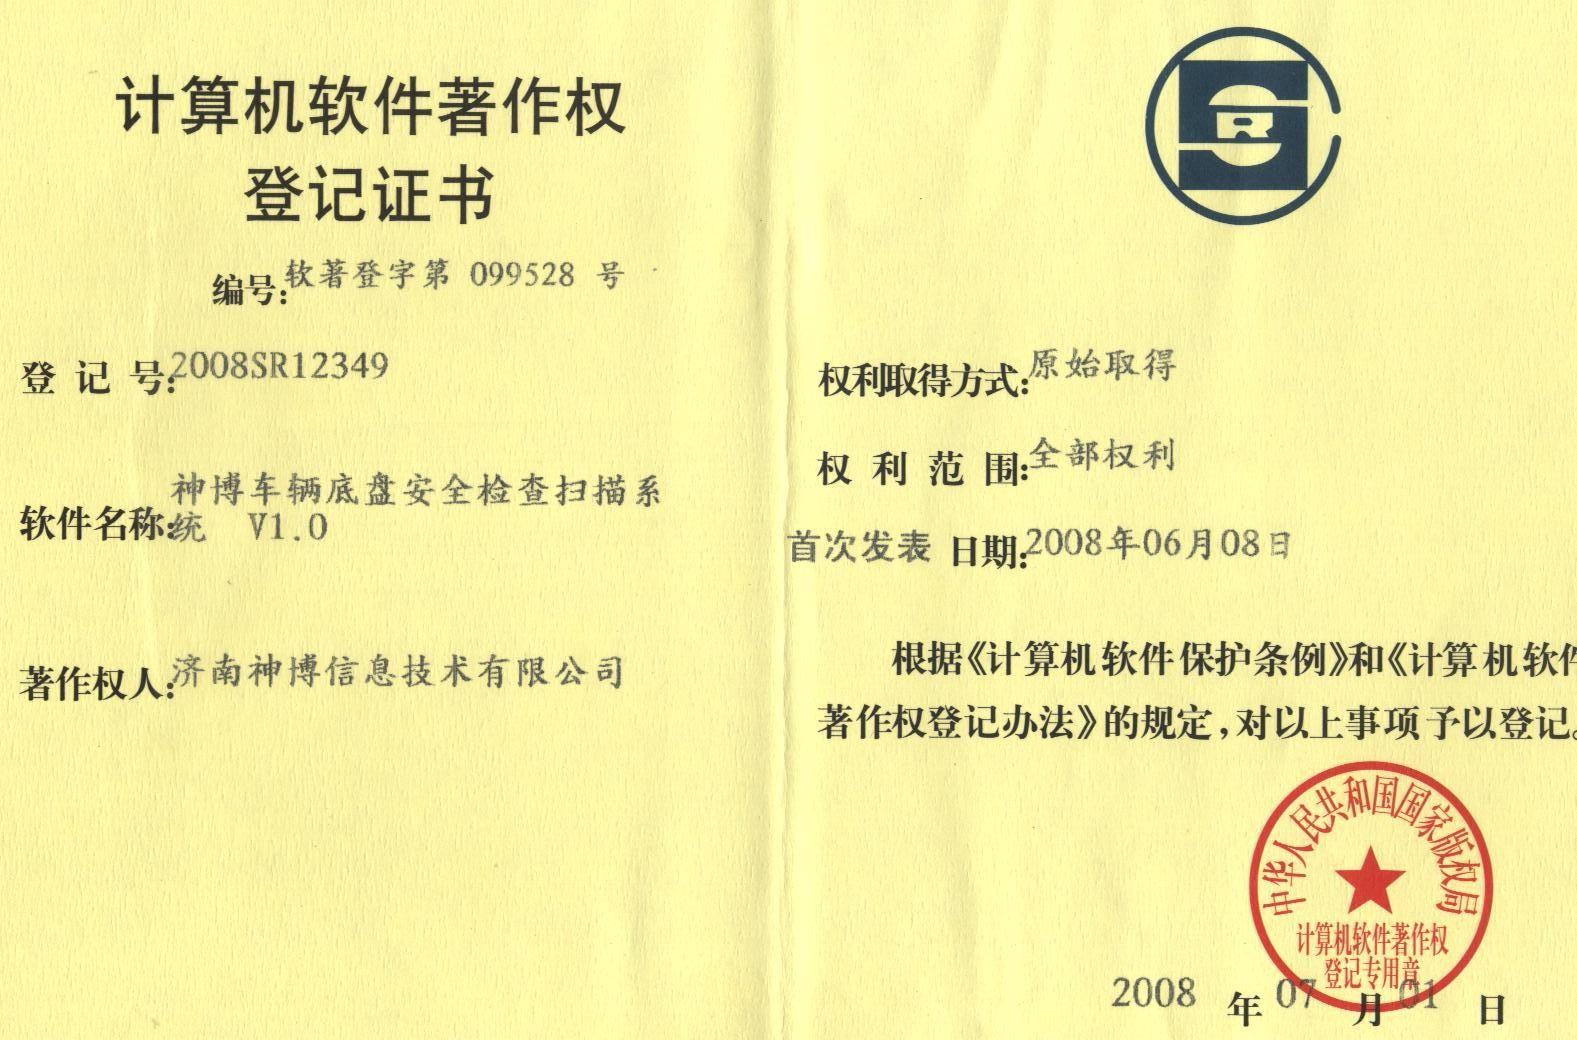 计算机软件著作权
登记证书
编号：软著登字第 099528 号
登 记 号：2008SR12349
软件名称：神博车辆底盘安全检查扫描系
统 V1.0
著作权人：济南神博信息技术有限公司
权利取得方式：原始取得
权 利 范 围：全部权利
首次发表 日期：2008年06月08日
根据《计算机软件保护条例》和《计算机软件
著作权登记办法》的规定，对以上事项予以登记。
中华人民共和国国家版权局
计算机软件著作权
登记专用章
2008 年 07 月 01 日